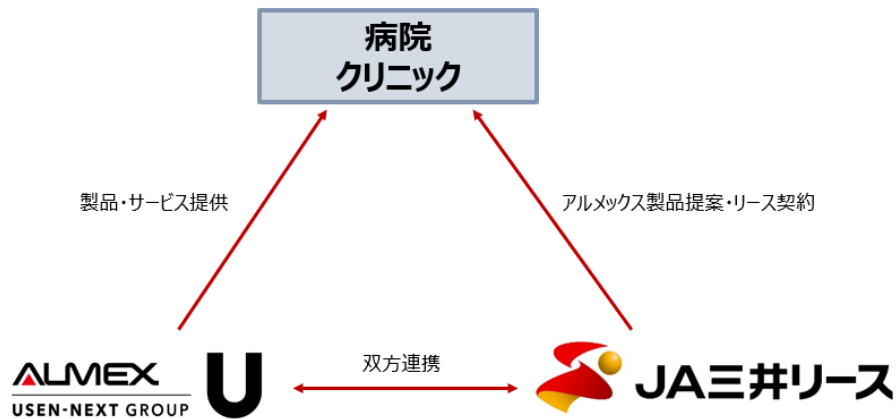 病院
クリニック
製品・サービス提供
アルメックス製品提案・リース契約
双方連携
ALMEX
USEN-NEXT GROUP
U
JA三井リース